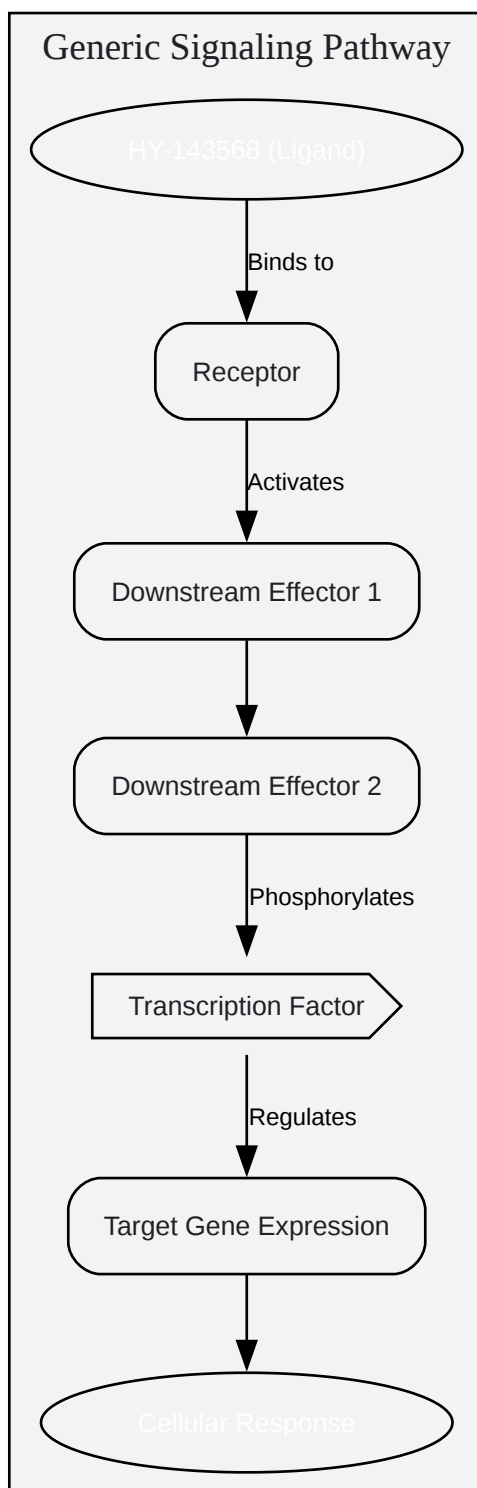 Generic Signaling Pathway
HY-143568 (Ligand)
Binds to
Receptor
Activates
Downstream Effector 1
Downstream Effector 2
Phosphorylates
Transcription Factor
Regulates
Target Gene Expression
Cellular Response